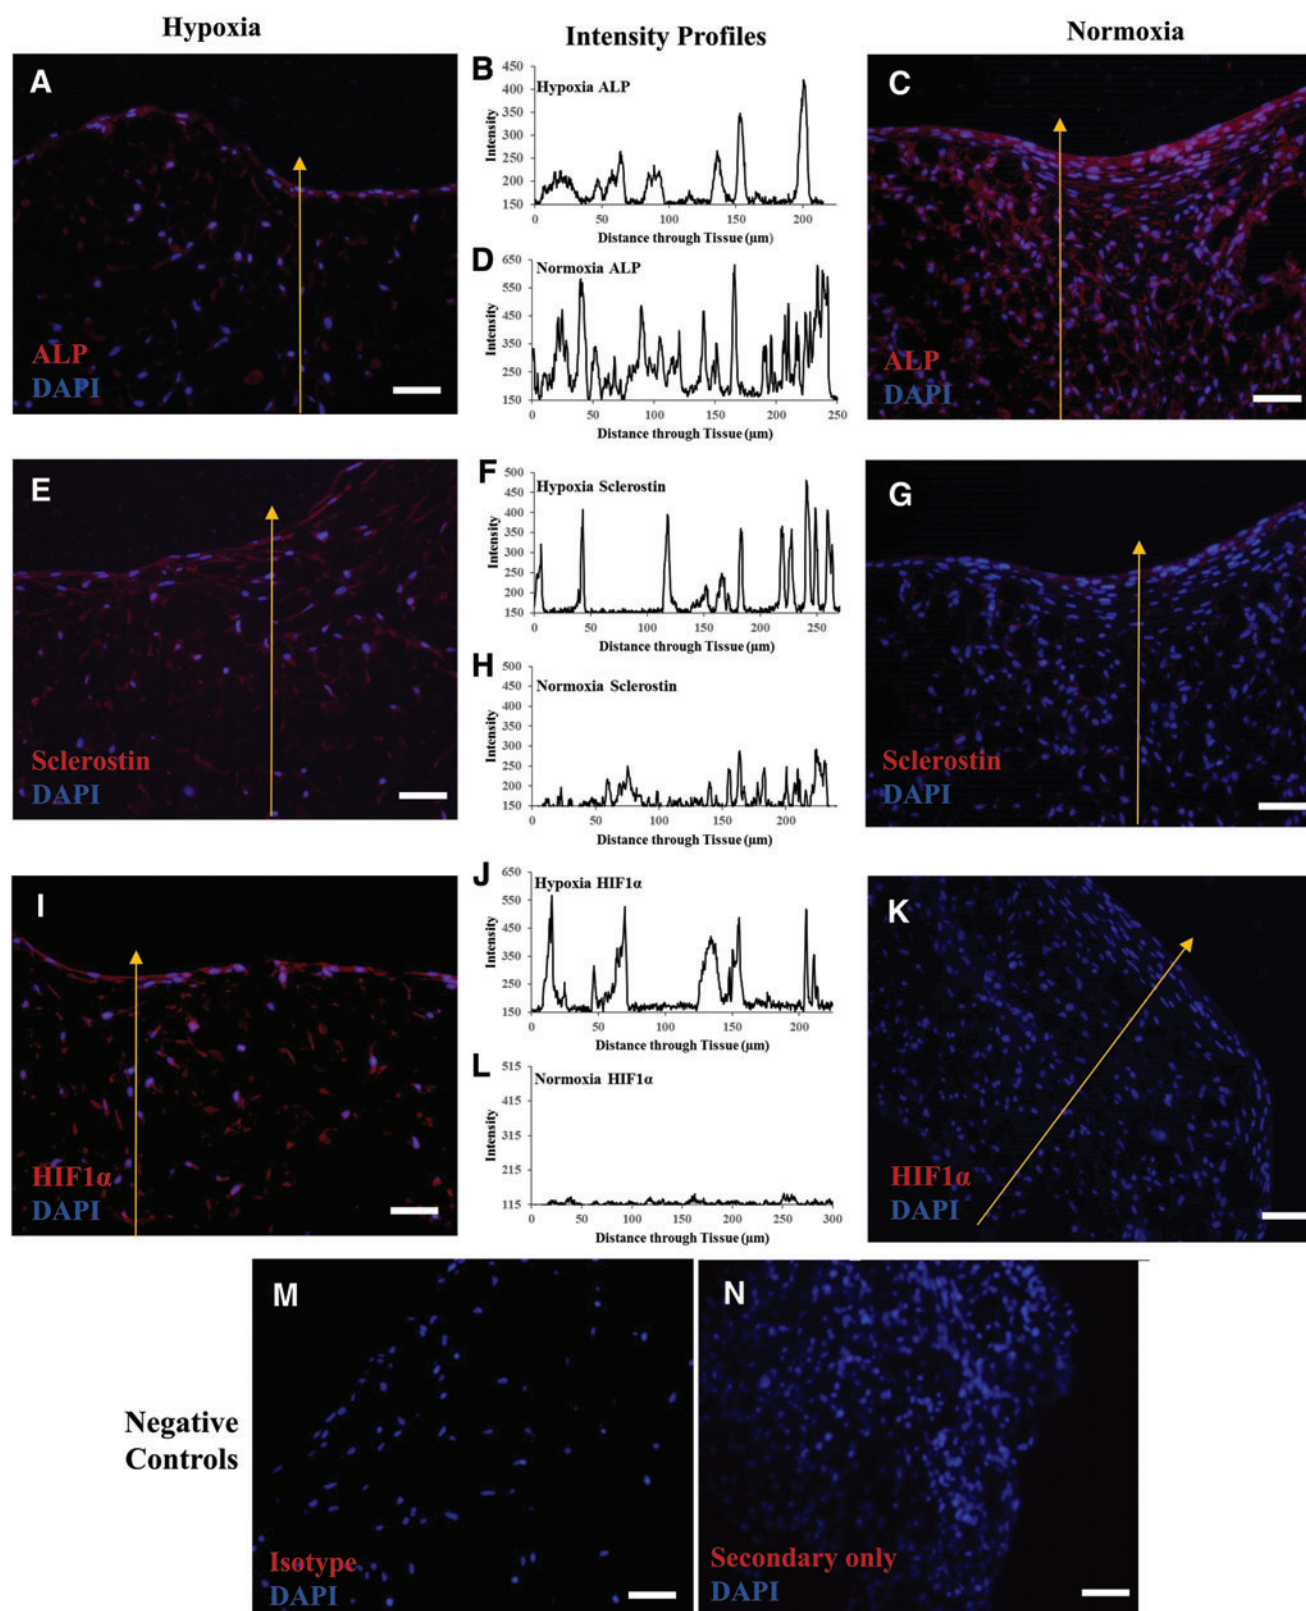 Hypoxia
Intensity Profiles
Normoxia
A
ALP
DAPI
B
Hypoxia ALP
Intensity
450
400
350
300
250
200
150
0 50 100 150 200
Distance through Tissue (µm)
C
ALP
DAPI
D
Normoxia ALP
Intensity
650
550
450
350
250
150
0 50 100 150 200 250
Distance through Tissue (µm)
E
Sclerostin
DAPI
F
Hypoxia Sclerostin
Intensity
500
450
400
350
300
250
200
150
0 50 100 150 200 250
Distance through Tissue (µm)
G
Sclerostin
DAPI
H
Normoxia Sclerostin
Intensity
500
450
400
350
300
250
200
150
0 50 100 150 200
Distance through Tissue (µm)
I
HIF1α
DAPI
J
Hypoxia HIF1α
Intensity
650
550
450
350
250
150
0 50 100 150 200
Distance through Tissue (µm)
K
HIF1α
DAPI
L
Normoxia HIF1α
Intensity
515
415
315
215
115
0 50 100 150 200 250 300
Distance through Tissue (µm)
Negative
Controls
M
Isotype
DAPI
N
Secondary only
DAPI